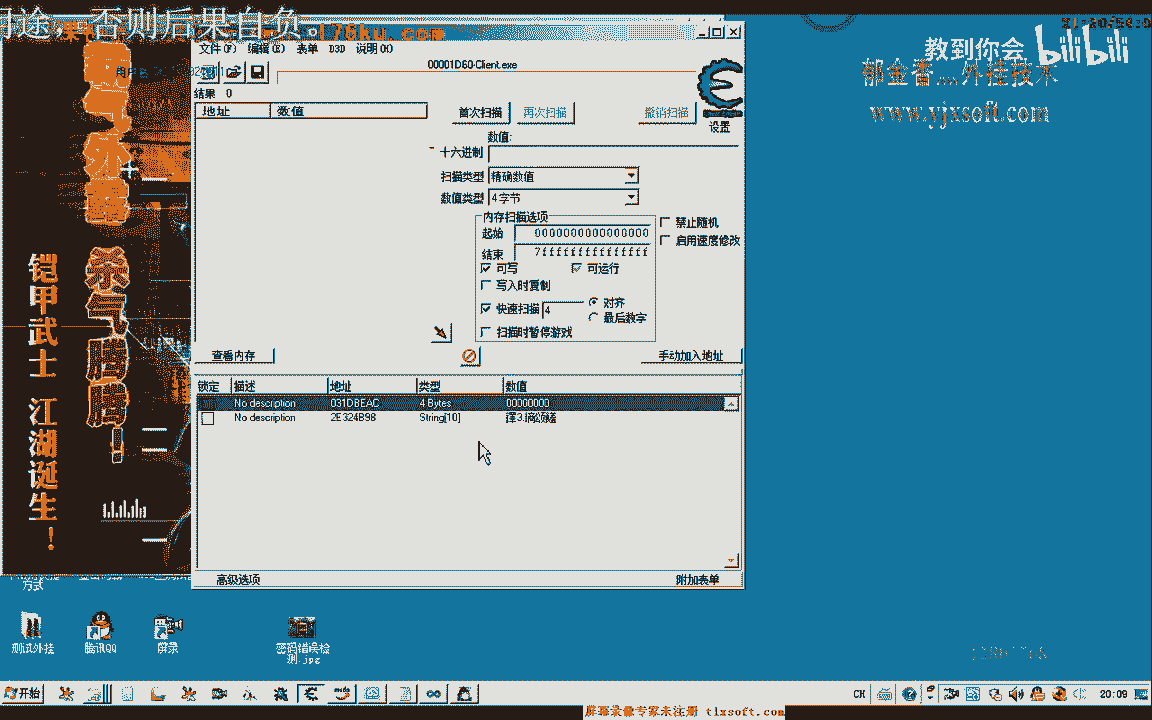 用途，否则后果自负。
教到你会 bilibili
郁金香....外挂技术
www.yjxsoft.com
杀气腾腾!
铠甲武士 江湖诞生!
文件(F) 编辑(E) 表单 D3D 说明(H)
00001D60-Client.exe
结果 0
地址 数值
首次扫描 再次扫描 撤销扫描
设置
数值:
十六进制
扫描类型 精确数值
数值类型 4字节
内存扫描选项
起始 0000000000000000
结束 7fffffffffffffff
可写 可运行
写入时复制
快速扫描 4 对齐
最后数字
扫描时暂停游戏
禁止随机
启用速度修改
查看内存 手动加入地址
锁定 描述 地址 类型 数值
No description 031DBEAC 4 Bytes 00000000
No description 2E324B98 String[10]
高级选项 附加表单
方式
测试外挂 腾讯QQ 屏录 密码错误检
测.jpg
开始 CH 20:09
屏幕录像专家未注册 tlxsoft.com